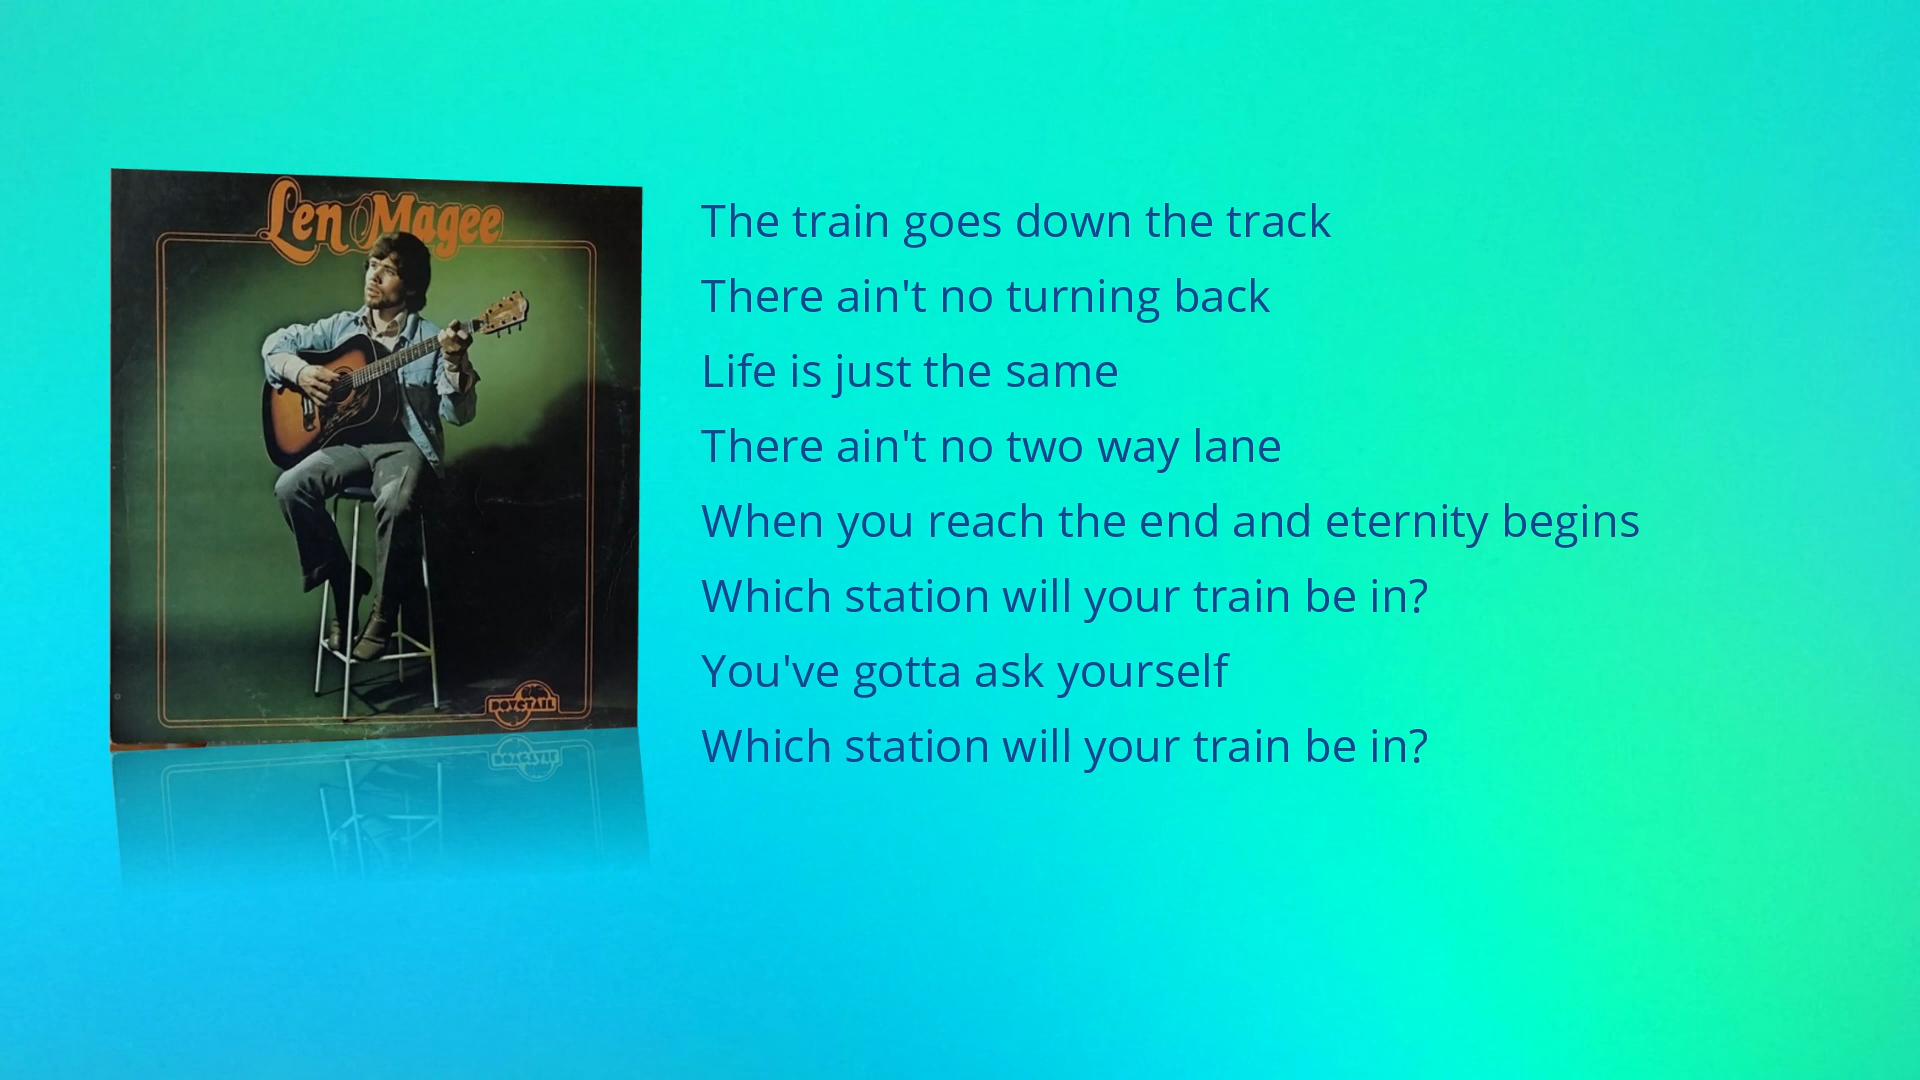 Len Magee
The train goes down the track
There ain't no turning back
Life is just the same
There ain't no two way lane
When you reach the end and eternity begins
Which station will your train be in?
You've gotta ask yourself
Which station will your train be in?
DOVETAIL